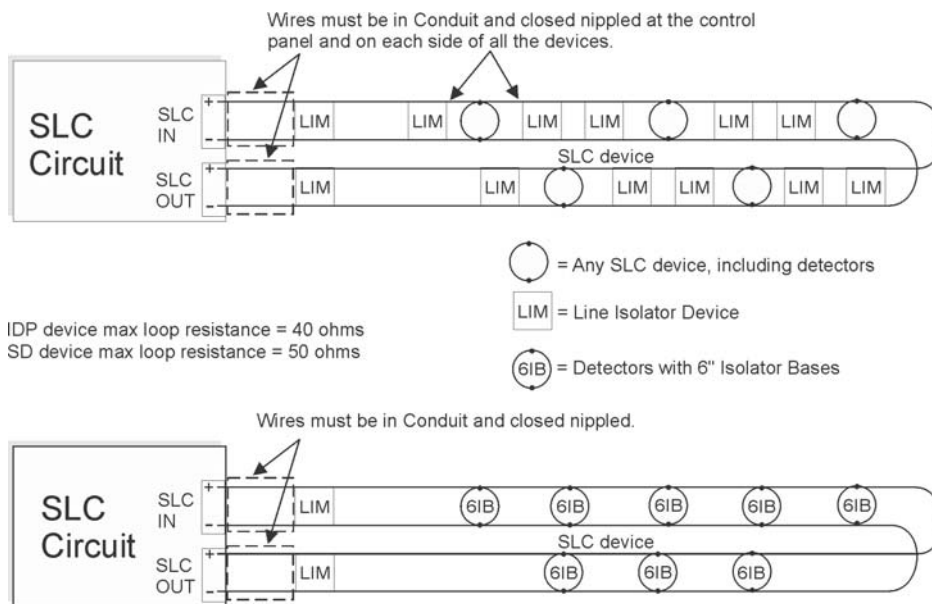 Wires must be in Conduit and closed nippled at the control
panel and on each side of all the devices.
SLC
Circuit
SLC
IN
+
-
LIM LIM LIM LIM LIM LIM
SLC device
SLC
OUT
+
-
LIM LIM LIM LIM LIM LIM
= Any SLC device, including detectors
LIM = Line Isolator Device
IDP device max loop resistance = 40 ohms
SD device max loop resistance = 50 ohms
6IB = Detectors with 6" Isolator Bases
Wires must be in Conduit and closed nippled.
SLC
Circuit
SLC
IN
+
-
LIM 6IB 6IB 6IB 6IB 6IB
SLC device
SLC
OUT
+
-
LIM 6IB 6IB 6IB